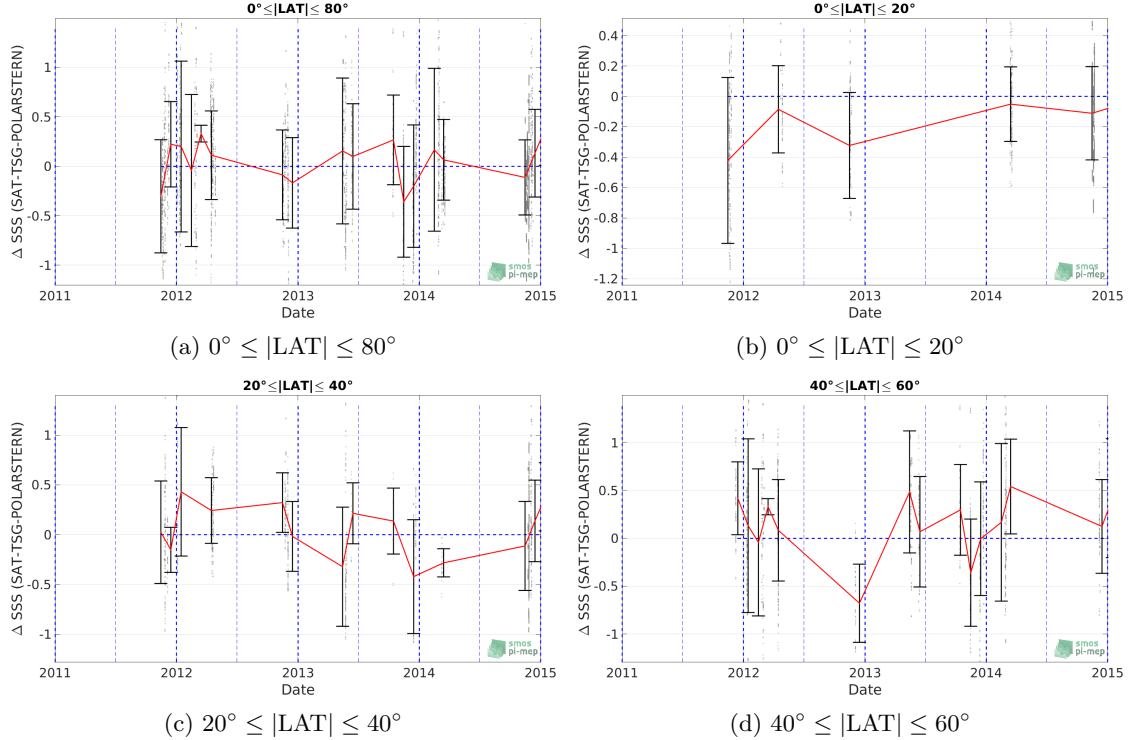 0°≤|LAT|≤ 80°
Δ SSS (SAT-TSG-POLARSTERN)
1
0.5
0
-0.5
-1
2011
2012
2013
2014
2015
Date
smos
pi-mep
(a) 0° ≤ |LAT| ≤ 80°
0°≤|LAT|≤ 20°
Δ SSS (SAT-TSG-POLARSTERN)
0.4
0.2
0
-0.2
-0.4
-0.6
-0.8
-1
-1.2
2011
2012
2013
2014
2015
Date
smos
pi-mep
(b) 0° ≤ |LAT| ≤ 20°
20°≤|LAT|≤ 40°
Δ SSS (SAT-TSG-POLARSTERN)
1
0.5
0
-0.5
-1
2011
2012
2013
2014
2015
Date
smos
pi-mep
(c) 20° ≤ |LAT| ≤ 40°
40°≤|LAT|≤ 60°
Δ SSS (SAT-TSG-POLARSTERN)
1
0.5
0
-0.5
-1
2011
2012
2013
2014
2015
Date
smos
pi-mep
(d) 40° ≤ |LAT| ≤ 60°